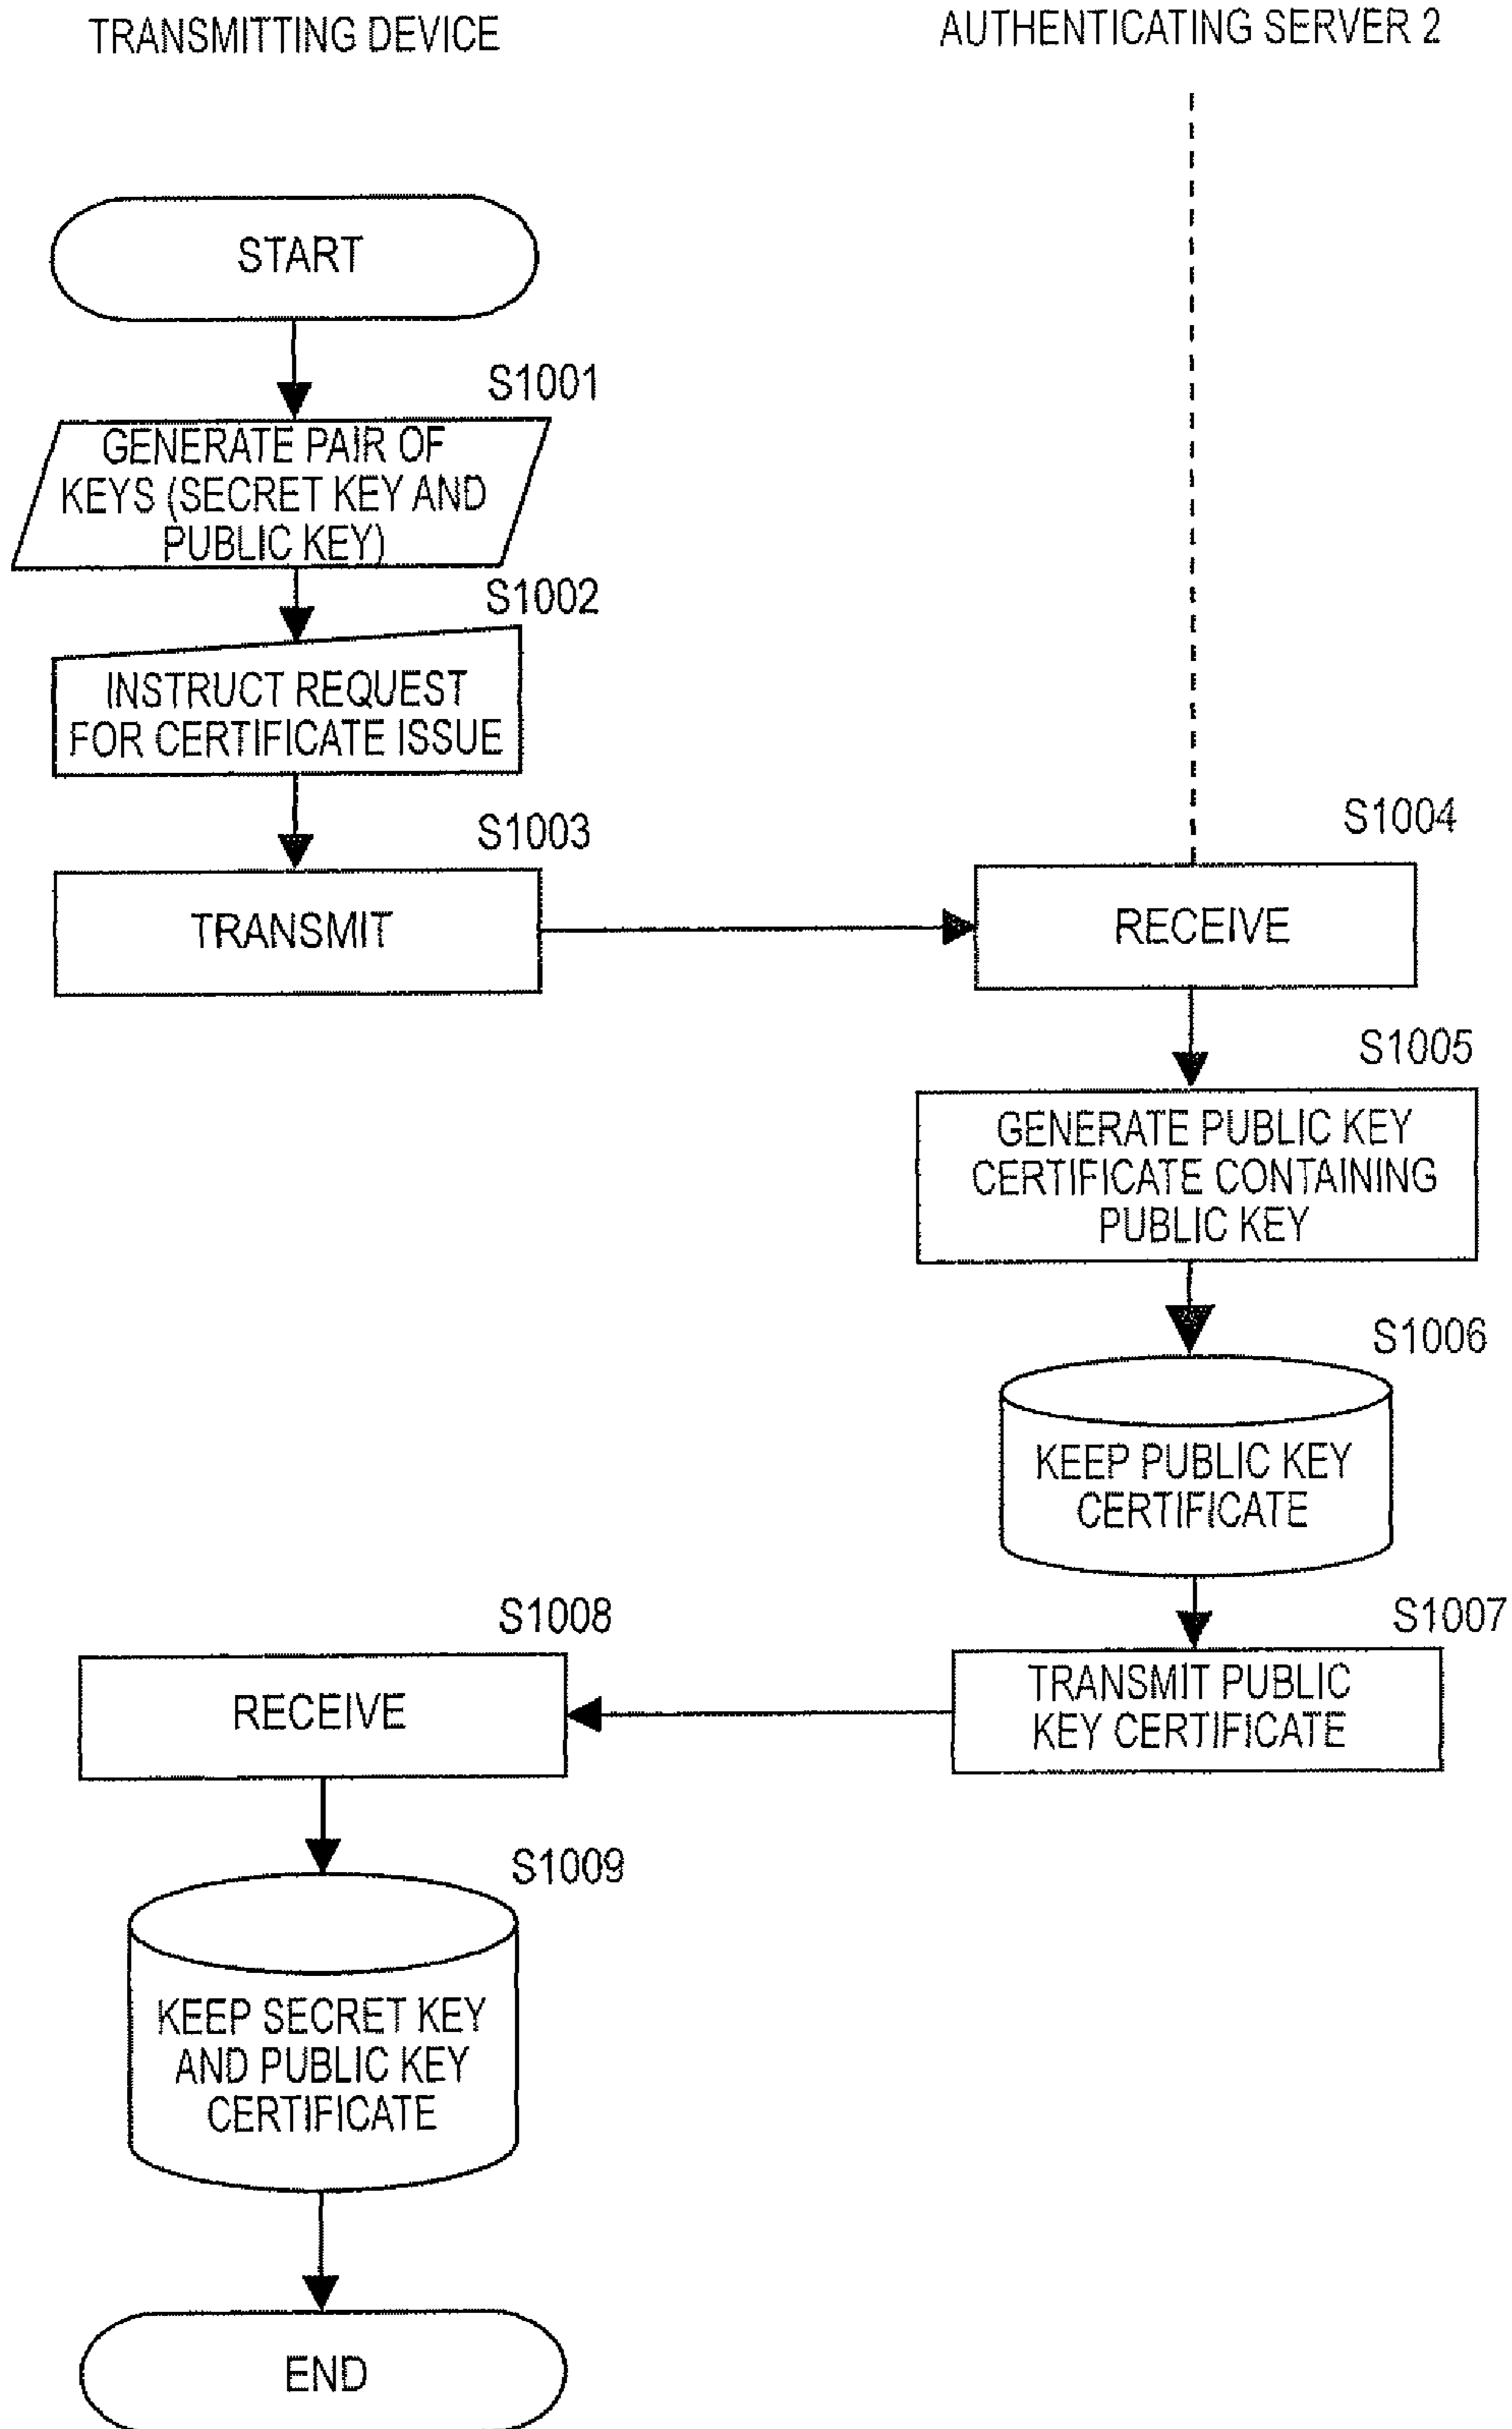 TRANSMITTING DEVICE
AUTHENTICATING SERVER 2
START
S1001
GENERATE PAIR OF
KEYS (SECRET KEY AND
PUBLIC KEY)
S1002
INSTRUCT REQUEST
FOR CERTIFICATE ISSUE
S1003
TRANSMIT
S1004
RECEIVE
S1005
GENERATE PUBLIC KEY
CERTIFICATE CONTAINING
PUBLIC KEY
S1006
KEEP PUBLIC KEY
CERTIFICATE
S1007
TRANSMIT PUBLIC
KEY CERTIFICATE
S1008
RECEIVE
S1009
KEEP SECRET KEY
AND PUBLIC KEY
CERTIFICATE
END